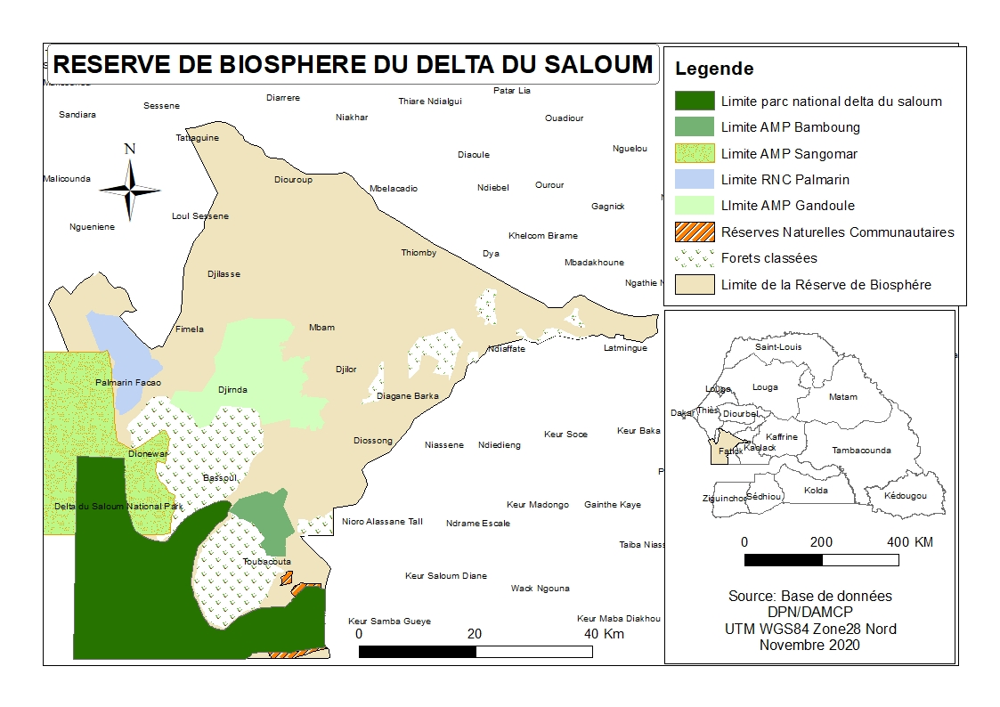 RESERVE DE BIOSPHERE DU DELTA DU SALOUM
Patar Lia
Diarrere
Thiare Ndialgui
Sessene
Sandiara
Niakhar
Ouadiour
Tattaguine
Nguelou
N
Diaoule
Malicounda
Diouroup
Mbelacadio
Ndiebel
Ourour
Gagnick
Loul Sessene
Ngueniene
Khelcom Birame
Thiomby
Dya
Mbadakhoune
Djilasse
Ngathie N
Fimela
Mbam
Ndiaffate
Latmingue
Djilor
Palmarin Facao
Djirnda
Diagane Barka
Keur Baka
Keur Soce
Diossong
Niassene
Ndiedieng
Dionewar
Bassoul
Delta du Saloum National Park
Keur Madongo
Gainthe Kaye
Nioro Alassane Tall
Ndrame Escale
Taiba Niass
Toubacouta
Keur Saloum Diane
Wack Ngouna
Keur Samba Gueye
Keur Maba Diakhou
0 20 40 Km
Legende
Limite parc national delta du saloum
Limite AMP Bamboung
Limite AMP Sangomar
Limite RNC Palmarin
LImite AMP Gandoule
Réserves Naturelles Communautaires
Forets classées
Limite de la Réserve de Biosphére
Saint-Louis
Louga
Louga
Matam
Dakar
Thiès
Diourbel
Kaffrine
Fatick
Kaolack
Tambacounda
Ziguinchor
Sédhiou
Kolda
Kédougou
0 200 400 KM
Source: Base de données
DPN/DAMCP
UTM WGS84 Zone28 Nord
Novembre 2020